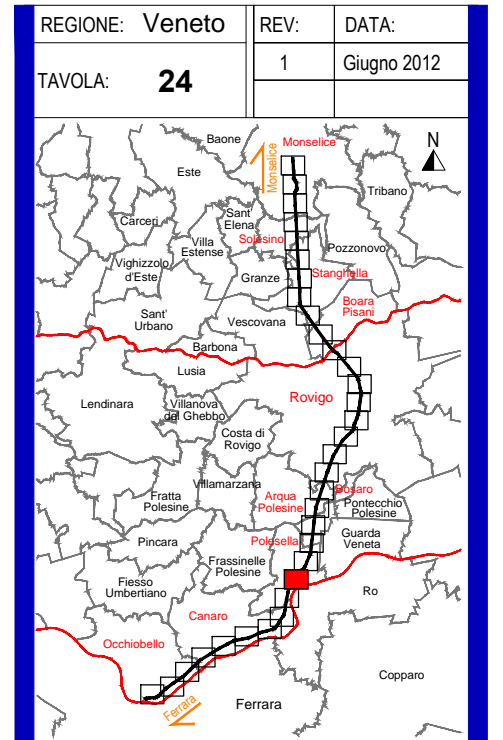 REGIONE: Veneto
REV:
DATA:
TAVOLA: 24
1
Giugno 2012
Baone
Monselice
N
Monselice
Este
Tribano
Carceri
Sant'
Elena
Solesino
Villa
Estense
Pozzonovo
Vighizzolo
d'Este
Granze
Stanghella
Boara
Pisani
Sant'
Urbano
Vescovana
Barbona
Lusia
Lendinara
Villanova
del Ghebbo
Rovigo
Costa di
Rovigo
Villamarzana
Fratta
Polesine
Arqua
Polesine
Bosaro
Pontecchio
Polesine
Pincara
Polesella
Guarda
Veneta
Frassinelle
Polesine
Fiesso
Umbertiano
Ro
Canaro
Occhiobello
Copparo
Ferrara
Ferrara